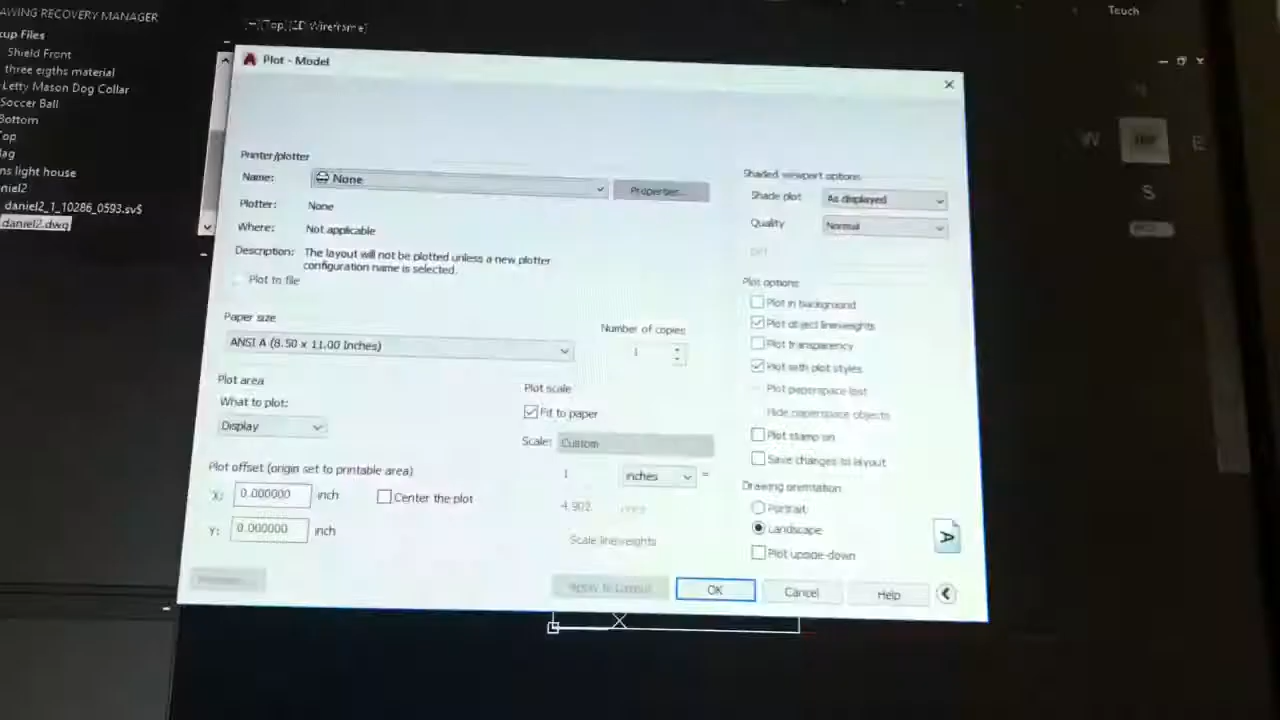 AWING RECOVERY MANAGER
kup Files
Shield Front
three eigths material
Letty Mason Dog Collar
Soccer Ball
Bottom
Top
lag
ns light house
niel2
daniel2_1_10286_0593.sv$
daniel2.dwg
[Top][2D Wireframe]
Touch
W
E
S
Plot - Model
Printer/plotter
Name:
None
Properties...
Plotter:
None
Where:
Not applicable
Description:
The layout will not be plotted unless a new plotter
configuration name is selected.
Plot to file
Paper size
ANSI A (8.50 x 11.00 Inches)
Number of copies
1
Plot area
What to plot:
Display
Plot scale
Fit to paper
Scale:
Custom
1
inches
=
4.902
Scale lineweights
Plot offset (origin set to printable area)
X:
0.000000
inch
Center the plot
Y:
0.000000
inch
Shaded viewport options
Shade plot
As displayed
Quality
Normal
DPI
Plot options
Plot in background
Plot object lineweights
Plot transparency
Plot with plot styles
Plot paperspace last
Hide paperspace objects
Plot stamp on
Save changes to layout
Drawing orientation
Portrait
Landscape
Plot upside-down
A
Apply to Layout
OK
Cancel
Help